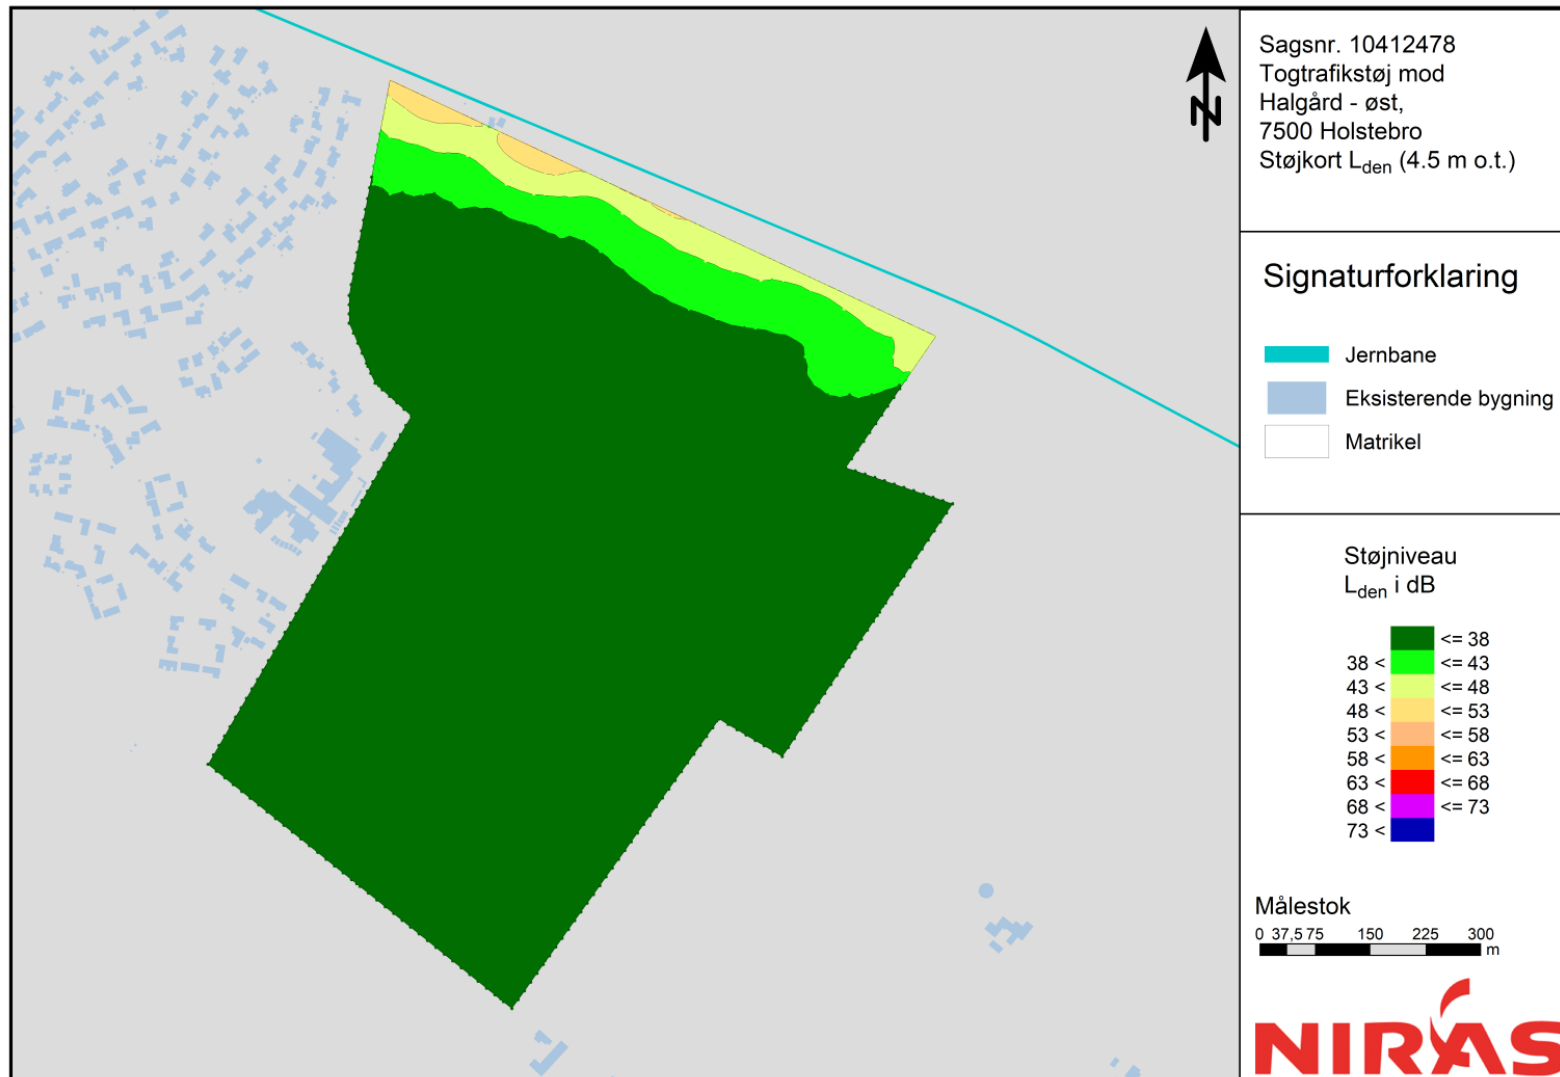 N
Sagsnr. 10412478
Togtrafikstøj mod
Halgård - øst,
7500 Holstebro
Støjkort Lden (4.5 m o.t.)
Signaturforklaring
Jernbane
Eksisterende bygning
Matrikel
Støjniveau
Lden i dB
<= 38
38 < <= 43
43 < <= 48
48 < <= 53
53 < <= 58
58 < <= 63
63 < <= 68
68 < <= 73
73 <
Målestok
0 37,5 75 150 225 300
m
NIRAS